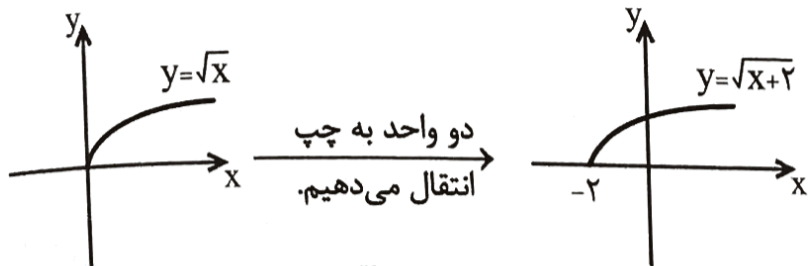 y
y=√x
x
دو واحد به چپ
انتقال می‌دهیم.
y
y=√x+۲
-۲
x